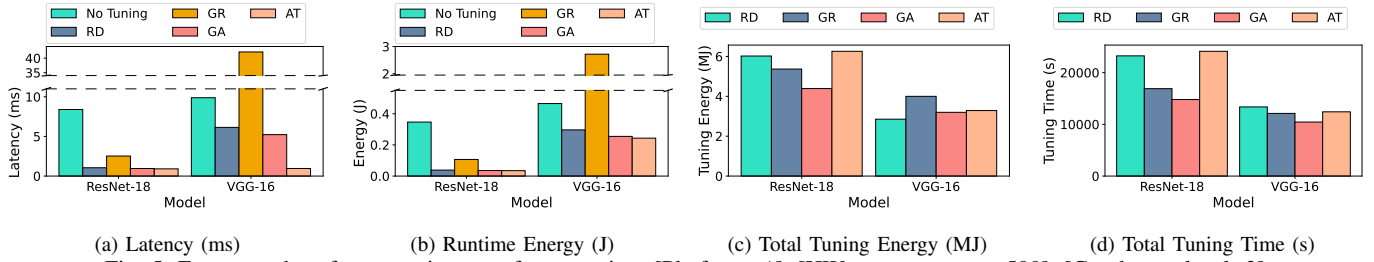 No Tuning GR AT
RD GA
40
35
10
5
0
Latency (ms)
ResNet-18 VGG-16
Model
(a) Latency (ms)
No Tuning GR AT
RD GA
3
2
0.4
0.2
0.0
Energy (J)
ResNet-18 VGG-16
Model
(b) Runtime Energy (J)
RD GR GA AT
6
4
2
0
Tuning Energy (MJ)
ResNet-18 VGG-16
Model
(c) Total Tuning Energy (MJ)
RD GR GA AT
20000
10000
0
Tuning Time (s)
ResNet-18 VGG-16
Model
(d) Total Tuning Time (s)